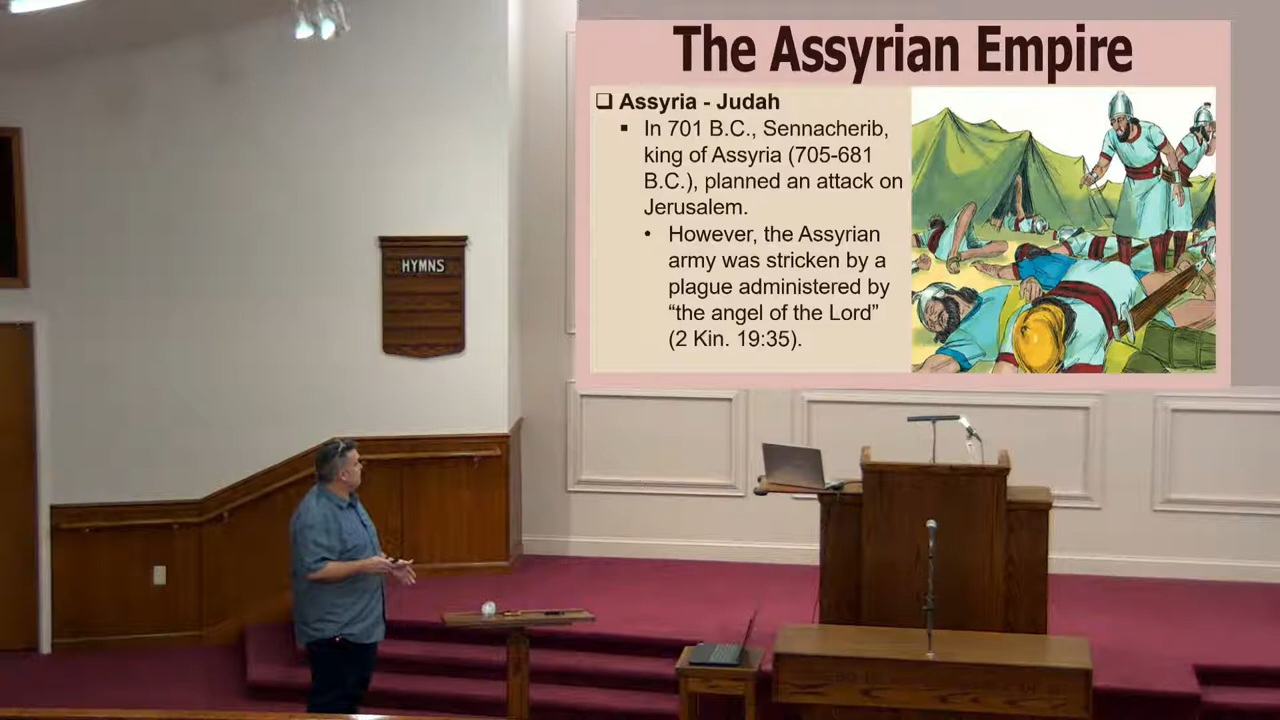 The Assyrian Empire
❑ Assyria - Judah
▪ In 701 B.C., Sennacherib,
king of Assyria (705-681
B.C.), planned an attack on
Jerusalem.
• However, the Assyrian
army was stricken by a
plague administered by
“the angel of the Lord”
(2 Kin. 19:35).
HYMNS